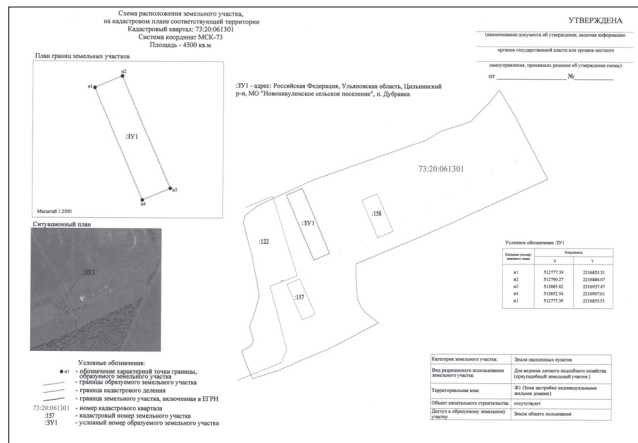 Схема расположения земельного участка,
на кадастровом плане соответствующей территории
Кадастровый квартал: 73:20:061301
Система координат МСК-73
Площадь - 4500 кв.м
УТВЕРЖДЕНА
(наименование документа об утверждении, включая информацию
органов государственной власти или органов местного
самоуправления, принявших решение об утверждении схемы)
от №
План границ земельных участков
н1
н2
:ЗУ1
н3
н4
Масштаб 1:2500
:ЗУ1 - адрес: Российская Федерация, Ульяновская область, Цильнинский
р-н, МО "Новоникулинское сельское поселение", п. Дубравка
73:20:061301
:158
:ЗУ1
:122
:157
Ситуационный план
:ЗУ1
Условное обозначение :ЗУ1
Координаты
X Y
н1 512777.39 2216853.51
н2 512790.27 2216884.07
н3 512665.62 2216937.47
н4 512652.54 2216907.01
н1 512777.39 2216853.51
Условные обозначения:
н1 - обозначение характерной точки границы,
образуемого земельного участка
- границы образуемого земельного участка
- граница кадастрового деления
- граница земельного участка, включенная в ЕГРН
73:20:061301 - номер кадастрового квартала
:157 - кадастровый номер земельного участка
:ЗУ1 - условный номер образуемого земельного участка
Категория земельного участка: Земли населенных пунктов
Вид разрешенного использования земельного участка Для ведения личного подсобного хозяйства (приусадебный земельный участок)
Территориальная зона: Ж1 (Зона застройки индивидуальными жилыми домами)
Объект капитального строительства отсутствуют
Доступ к образуемому земельному участку Земли общего пользования